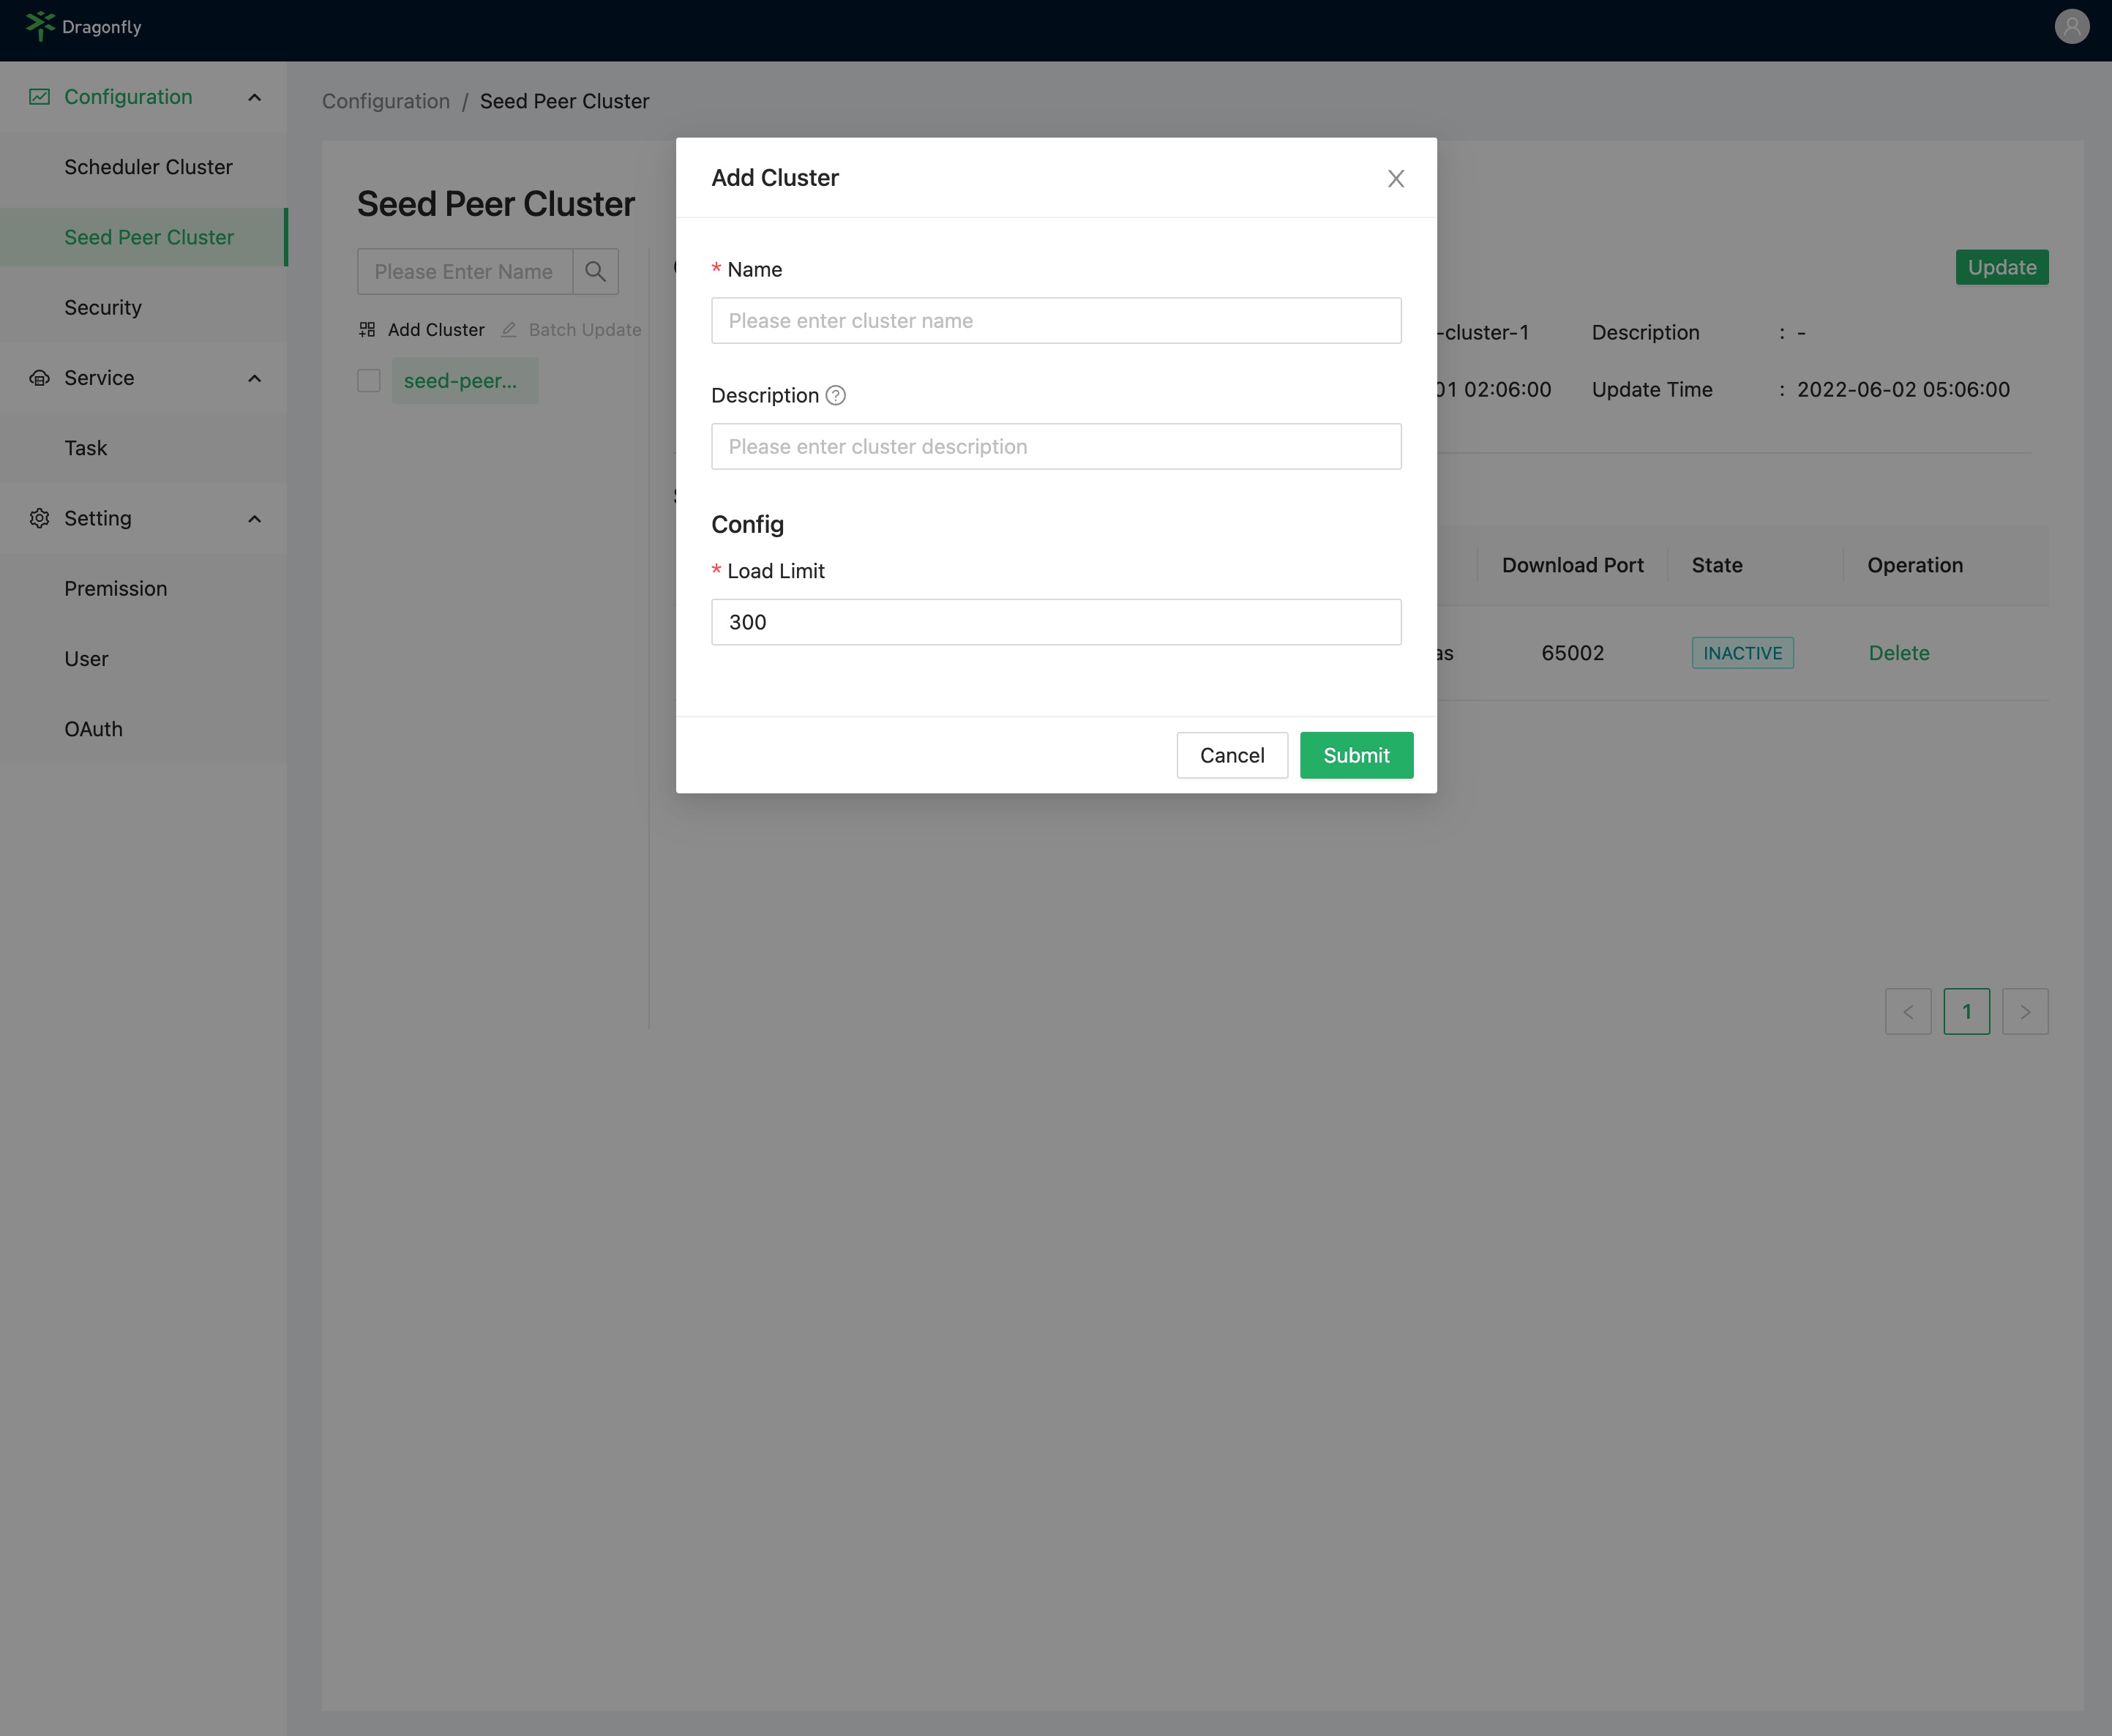 Dragonfly
Configuration
Scheduler Cluster
Seed Peer Cluster
Security
Service
Task
Setting
Premission
User
OAuth
Configuration / Seed Peer Cluster
Seed Peer Cluster
Please Enter Name
Add Cluster Batch Update
seed-peer...
Add Cluster
* Name
Please enter cluster name
Description ?
Please enter cluster description
Config
* Load Limit
300
Cancel Submit
Update
-cluster-1 Description : -
01 02:06:00 Update Time : 2022-06-02 05:06:00
Download Port State Operation
as 65002 INACTIVE Delete
< 1 >